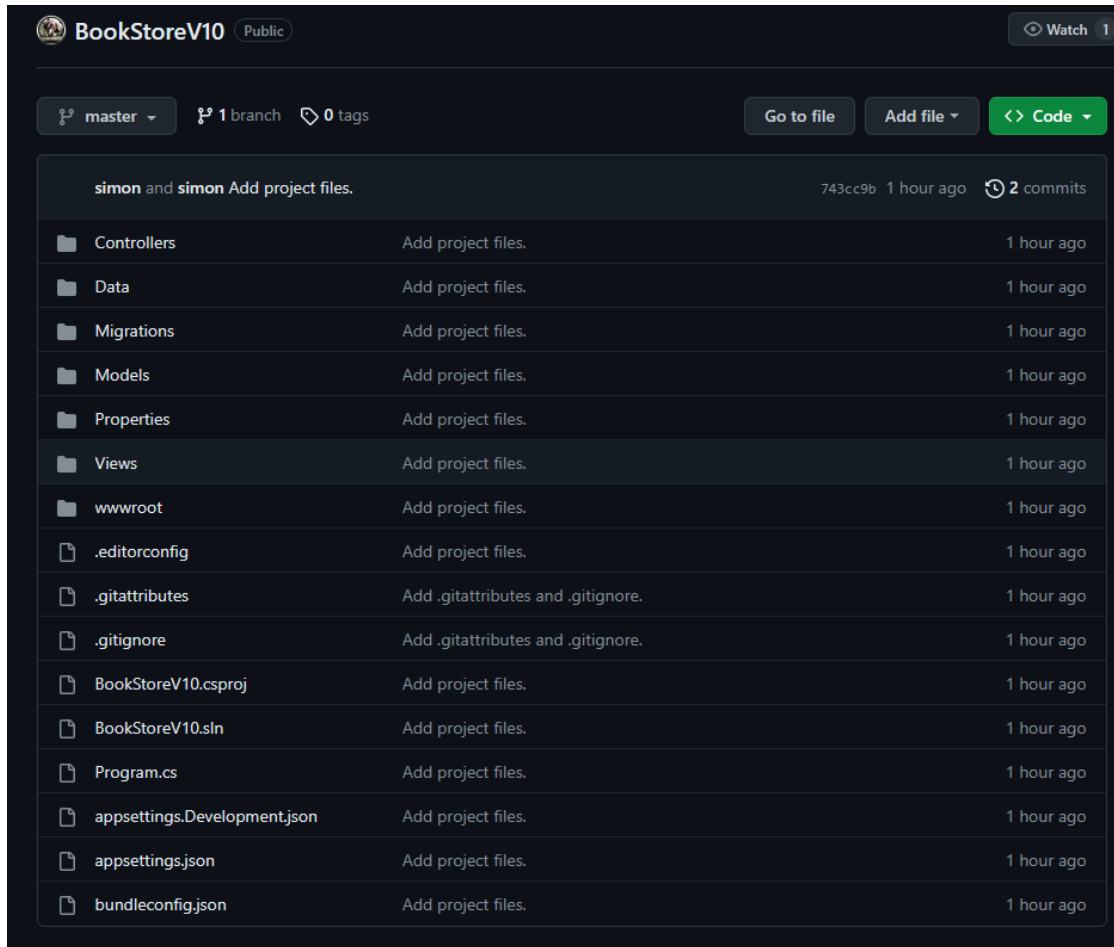 BookStoreV10 Public Watch 1
master 1 branch 0 tags Go to file Add file Code
simon and simon Add project files. 743cc9b 1 hour ago 2 commits
Controllers Add project files. 1 hour ago
Data Add project files. 1 hour ago
Migrations Add project files. 1 hour ago
Models Add project files. 1 hour ago
Properties Add project files. 1 hour ago
Views Add project files. 1 hour ago
wwwroot Add project files. 1 hour ago
.editorconfig Add project files. 1 hour ago
.gitattributes Add .gitattributes and .gitignore. 1 hour ago
.gitignore Add .gitattributes and .gitignore. 1 hour ago
BookStoreV10.csproj Add project files. 1 hour ago
BookStoreV10.sln Add project files. 1 hour ago
Program.cs Add project files. 1 hour ago
appsettings.Development.json Add project files. 1 hour ago
appsettings.json Add project files. 1 hour ago
bundleconfig.json Add project files. 1 hour ago